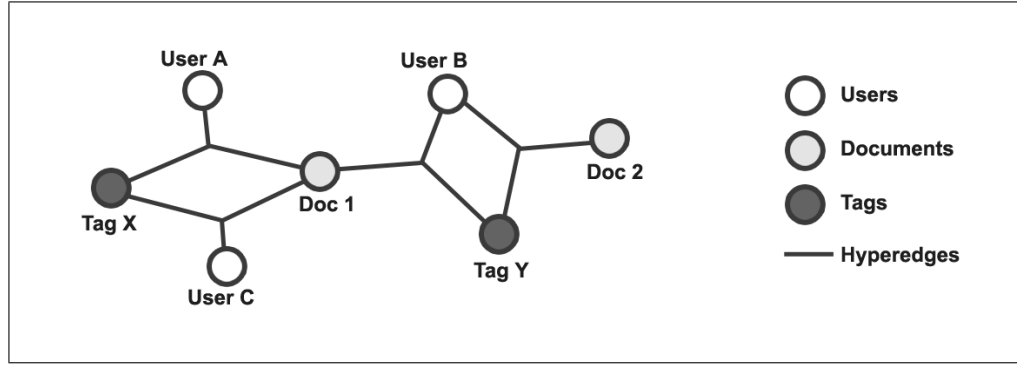 User A
User B
Users
Documents
Doc 2
Doc 1
Tag X
Tags
Tag Y
Hyperedges
User C